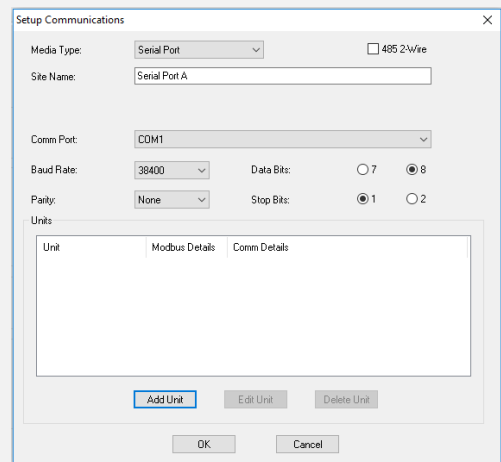 Setup Communications
Media Type: Serial Port 485 2-Wire
Site Name: Serial Port A
Comm Port: COM1
Baud Rate: 38400 Data Bits: 7 8
Parity: None Stop Bits: 1 2
Units
Unit Modbus Details Comm Details
Add Unit Edit Unit Delete Unit
OK Cancel